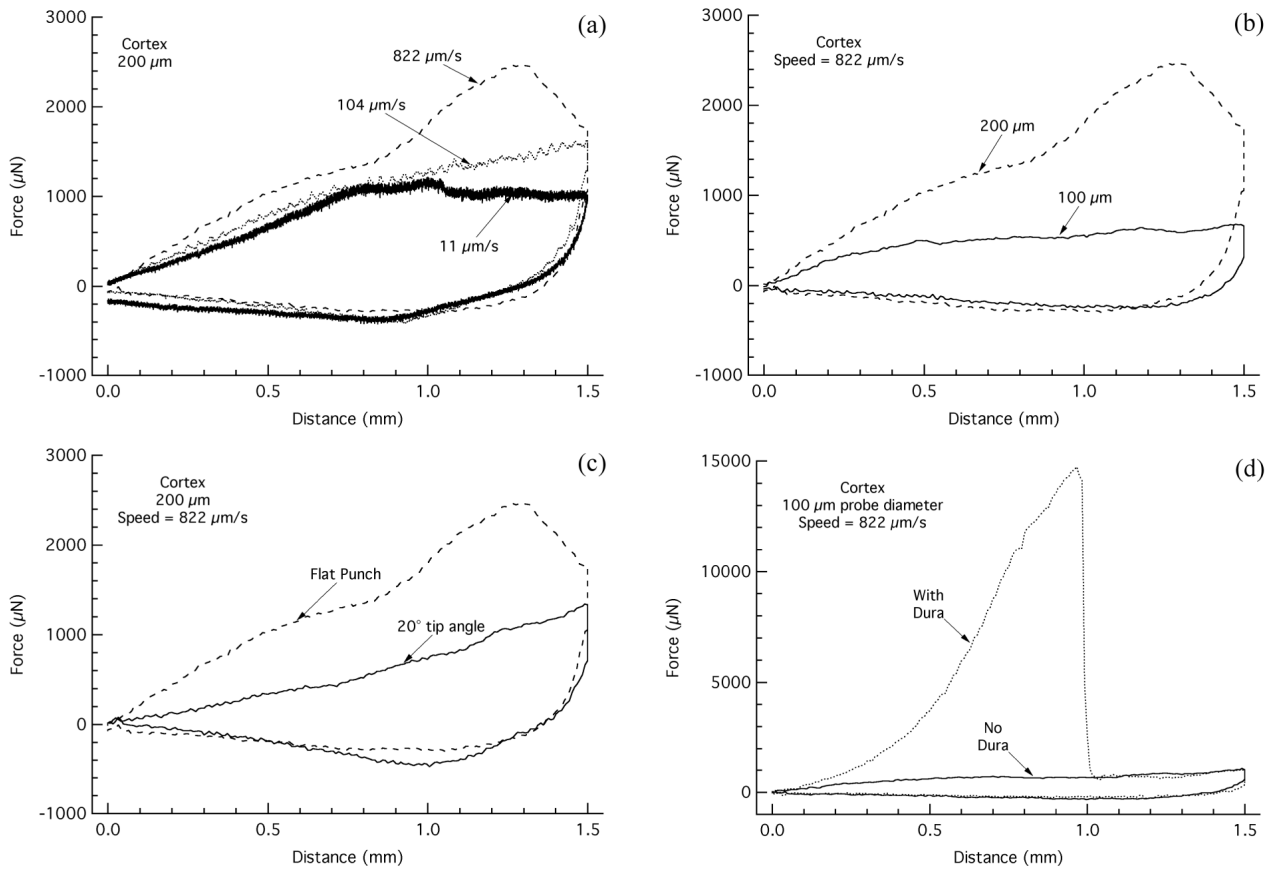 (a)
Cortex
200 µm
822 µm/s
104 µm/s
11 µm/s
3000
2000
1000
0
-1000
Force (µN)
0.0 0.5 1.0 1.5
Distance (mm)
(b)
Cortex
Speed = 822 µm/s
200 µm
100 µm
3000
2000
1000
0
-1000
Force (µN)
0.0 0.5 1.0 1.5
Distance (mm)
(c)
Cortex
200 µm
Speed = 822 µm/s
Flat Punch
20° tip angle
3000
2000
1000
0
-1000
Force (µN)
0.0 0.5 1.0 1.5
Distance (mm)
(d)
Cortex
100 µm probe diameter
Speed = 822 µm/s
With
Dura
No
Dura
15000
10000
5000
0
Force (µN)
0.0 0.5 1.0 1.5
Distance (mm)